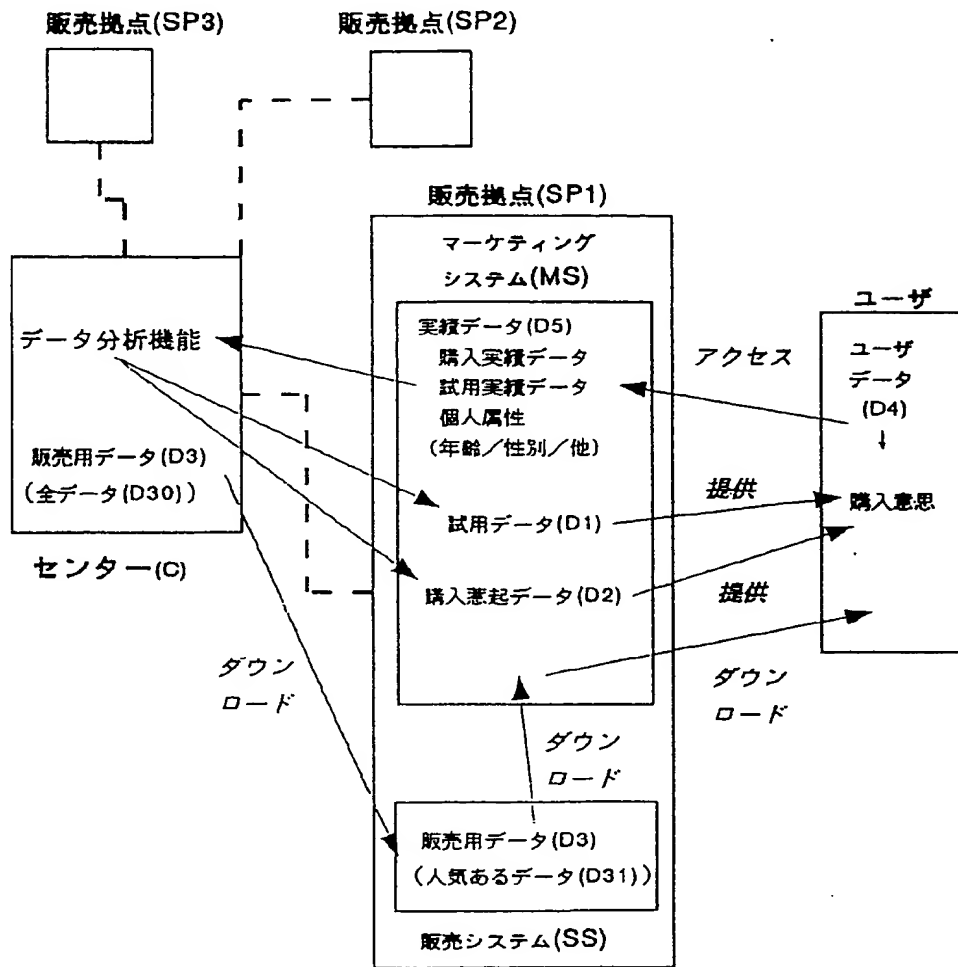 販売拠点(SP3)
販売拠点(SP2)
販売拠点(SP1)
マーケティング
システム(MS)
実績データ(D5)
購入実績データ
試用実績データ
個人属性
(年齢／性別／他)
試用データ(D1)
購入惹起データ(D2)
データ分析機能
販売用データ(D3)
(全データ(D30))
センター(C)
ユーザ
ユーザ
データ
(D4)
↓
購入意思
アクセス
提供
提供
ダウン
ロード
ダウン
ロード
ダウン
ロード
販売用データ(D3)
(人気あるデータ(D31))
販売システム(SS)